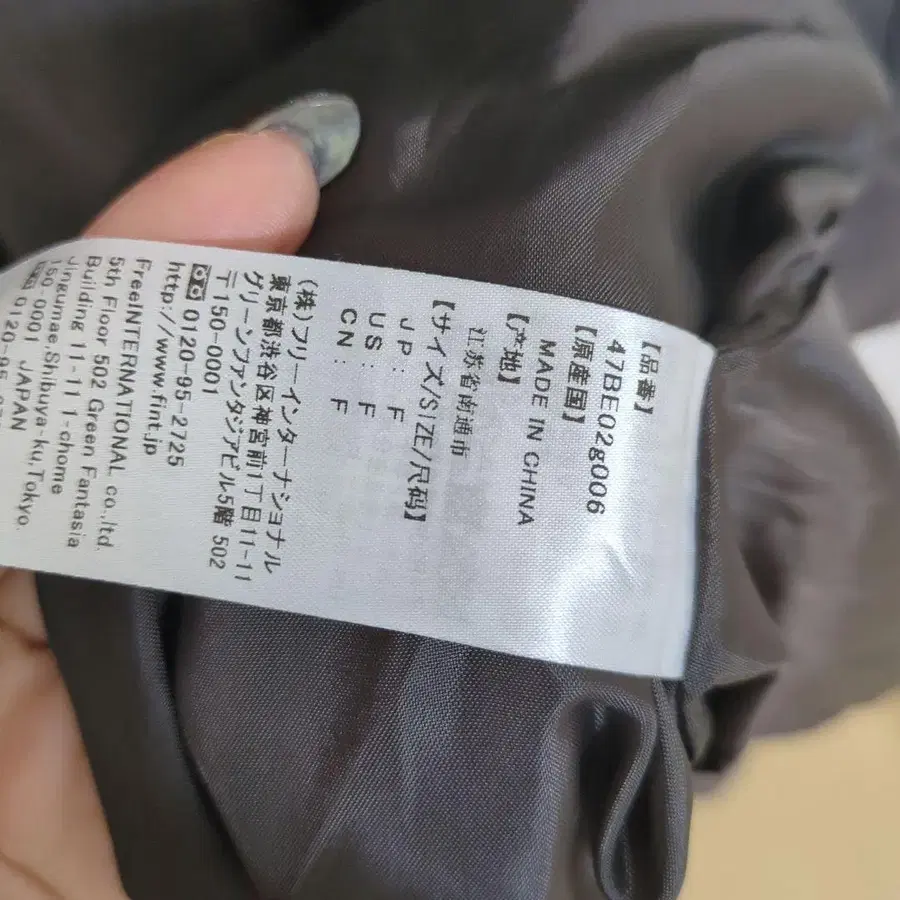 【品番】
47BE02g006
【原産国】
MADE IN CHINA
【产地】
江苏省南通市
【サイズ/SIZE/尺码】
JP: F
US: F
CN: F
(株)フリーインターナショナル
東京都渋谷区神宮前1丁目11-11
グリーンファンタジアビル5階 502
〒150-0001
0120-95-2725
http://www.fint.jp
FreeINTERNATIONAL co.,ltd.
5th Floor 502 Green Fantasia
Building 11-11 1-chome
Jingumae,Shibuya-ku,Tokyo.
150 0001 JAPAN
0120-95